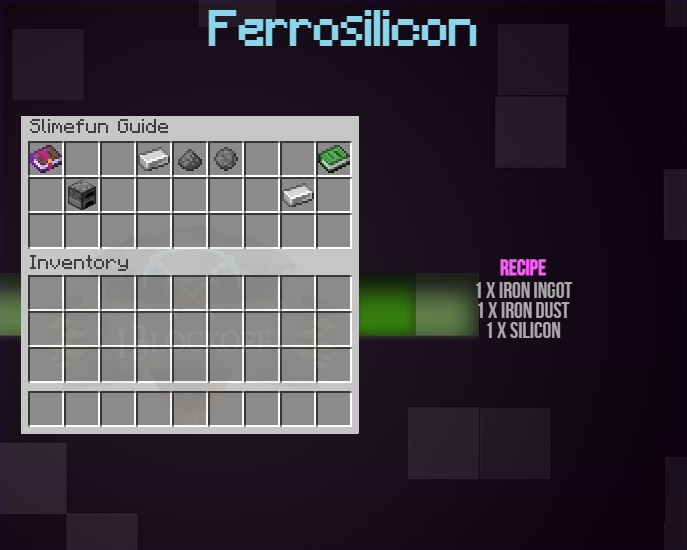 Ferrosilicon
Slimefun Guide
Inventory
RECIPE
1 X IRON INGOT
1 X IRON DUST
1 X SILICON